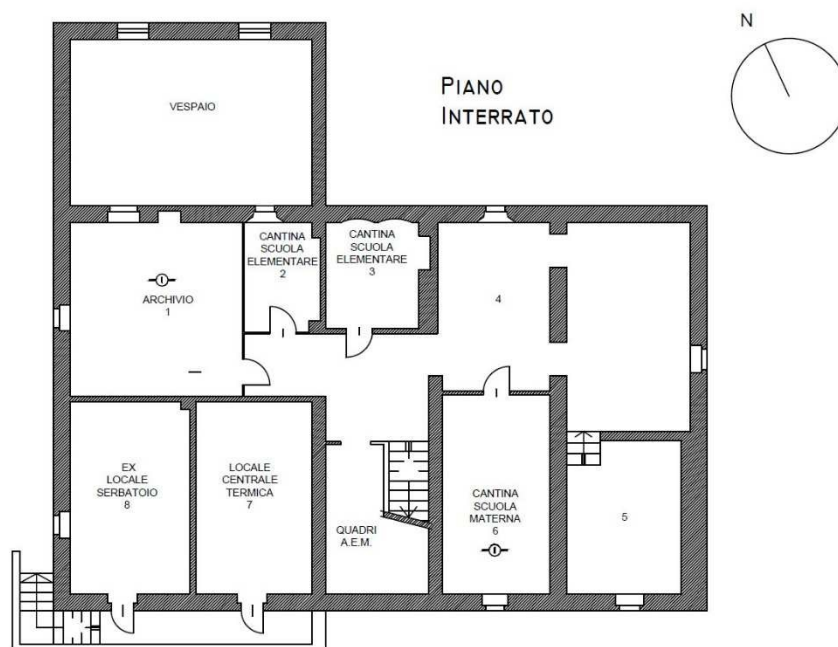 N
PIANO
INTERRATO
VESPAIO
CANTINA
SCUOLA
ELEMENTARE
2
CANTINA
SCUOLA
ELEMENTARE
3
ARCHIVIO
1
4
EX
LOCALE
SERBATOIO
8
LOCALE
CENTRALE
TERMICA
7
QUADRI
A.E.M.
CANTINA
SCUOLA
MATERNA
6
5